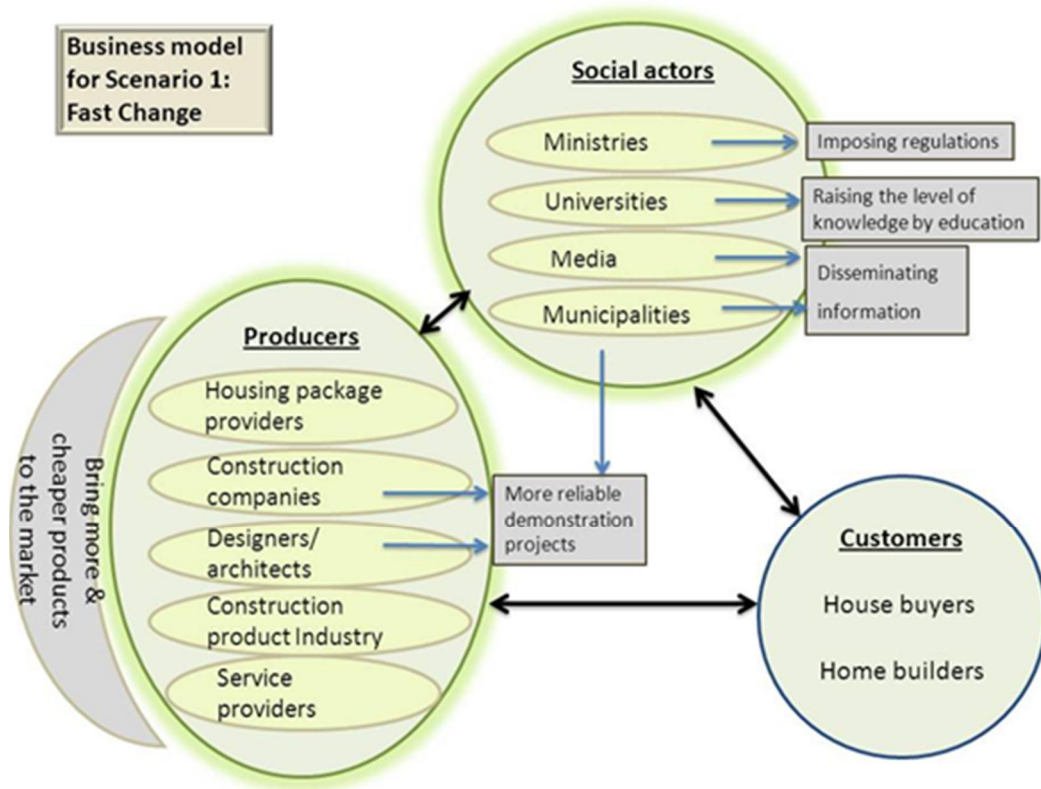 Business model
for Scenario 1:
Fast Change
Social actors
Ministries
Imposing regulations
Universities
Raising the level of
knowledge by education
Media
Disseminating
information
Municipalities
Producers
Housing package
providers
Construction
companies
Designers/
architects
Construction
product Industry
Service
providers
Bring more &
cheaper products
to the market
More reliable
demonstration
projects
Customers
House buyers
Home builders